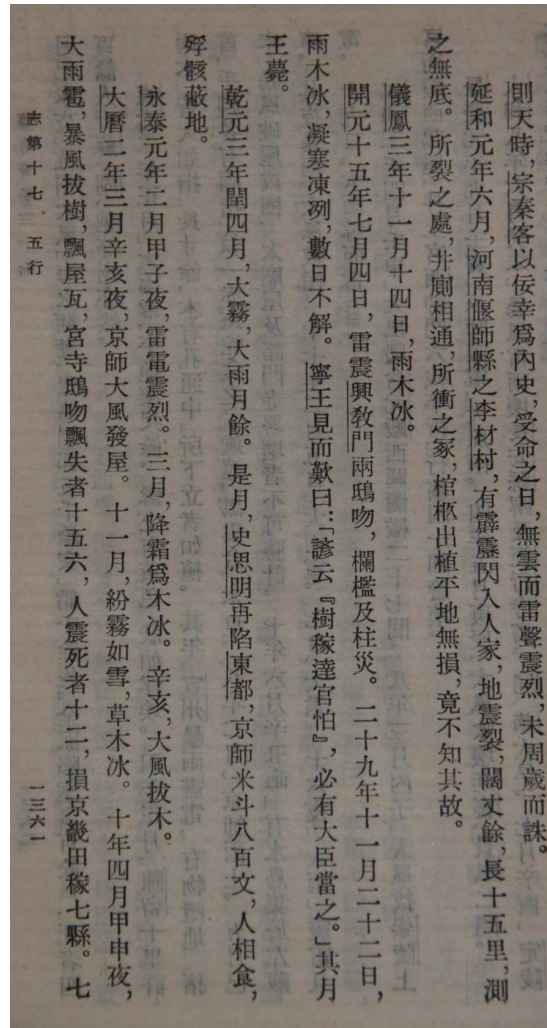 則天時，宗秦客以佞幸爲內史，受命之日，無雲而雷聲震烈，未周歲而誅。
延和元年六月，河南偃師縣之李材村，有霹靂閃入人家，地震裂，闊丈餘，長十五里，測
之無底。所裂之處，井廁相通，所衝之冢，棺柩出植平地無損，竟不知其故。
儀鳳三年十一月十四日，雨木冰。
開元十五年七月四日，雷震興教門兩鴟吻，欄檻及柱災。二十九年十一月二十二日，
雨木冰，凝寒凍冽，數日不解。寧王見而歎曰：「諺云『樹稼達官怕』，必有大臣當之。」其月
王薨。
乾元三年閏四月，大霧，大雨月餘。是月，史思明再陷東都，京師米斗八百文，人相食，
殍骸蔽地。
永泰元年二月甲子夜，雷電震烈。三月，降霜爲木冰。辛亥，大風拔木。
大曆二年三月辛亥夜，京師大風發屋。十一月，紛霧如雪，草木冰。十年四月甲申夜，
大雨雹，暴風拔樹，飄屋瓦，宮寺鴟吻飄失者十五六，人震死者十二，損京畿田稼七縣。七
志第十七 五行
一三六一